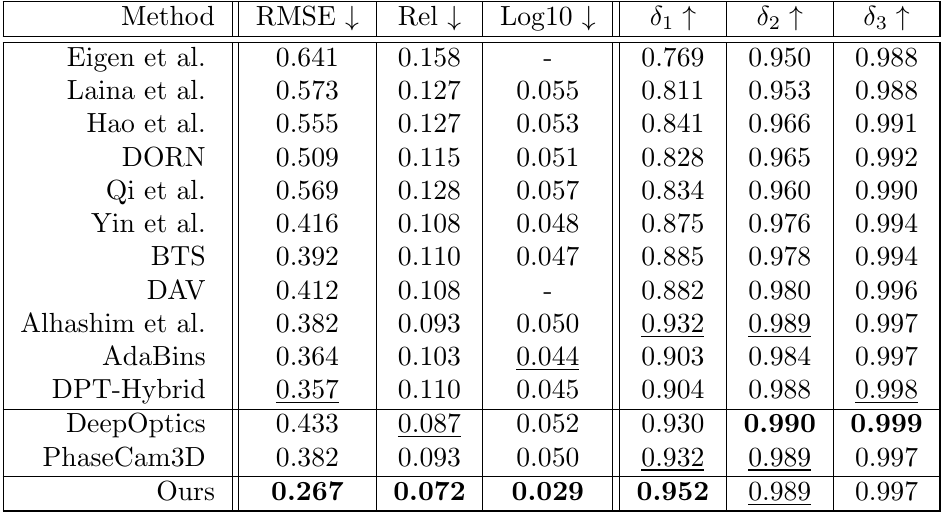 Method RMSE ↓ Rel ↓ Log10 ↓ δ1 ↑ δ2 ↑ δ3 ↑
Eigen et al. 0.641 0.158 - 0.769 0.950 0.988
Laina et al. 0.573 0.127 0.055 0.811 0.953 0.988
Hao et al. 0.555 0.127 0.053 0.841 0.966 0.991
DORN 0.509 0.115 0.051 0.828 0.965 0.992
Qi et al. 0.569 0.128 0.057 0.834 0.960 0.990
Yin et al. 0.416 0.108 0.048 0.875 0.976 0.994
BTS 0.392 0.110 0.047 0.885 0.978 0.994
DAV 0.412 0.108 - 0.882 0.980 0.996
Alhashim et al. 0.382 0.093 0.050 0.932 0.989 0.997
AdaBins 0.364 0.103 0.044 0.903 0.984 0.997
DPT-Hybrid 0.357 0.110 0.045 0.904 0.988 0.998
DeepOptics 0.433 0.087 0.052 0.930 0.990 0.999
PhaseCam3D 0.382 0.093 0.050 0.932 0.989 0.997
Ours 0.267 0.072 0.029 0.952 0.989 0.997